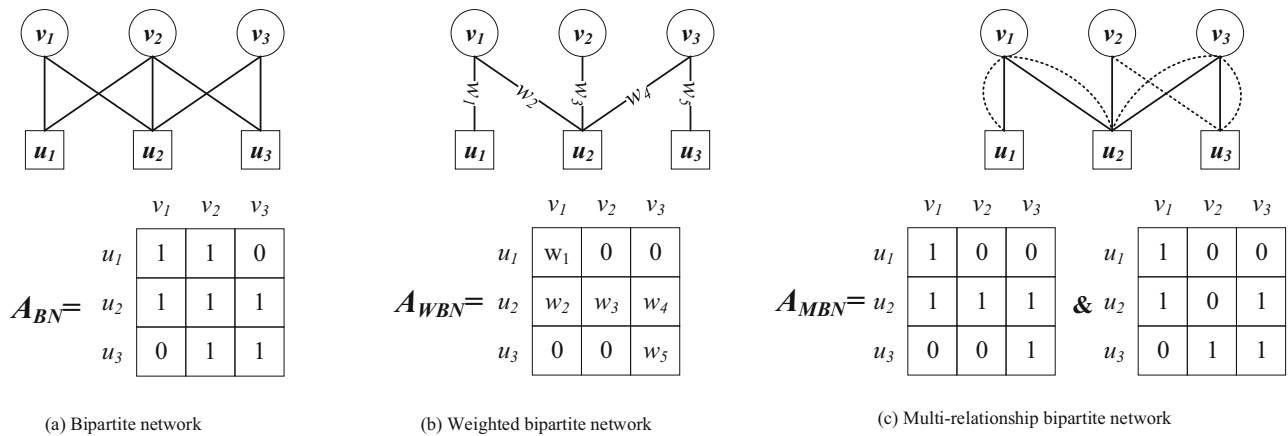 v1 v2 v3
u1 u2 u3
v1 v2 v3
u1 1 1 0
ABN= u2 1 1 1
u3 0 1 1
(a) Bipartite network
v1 v2 v3
w1 w2 w3 w4 w5
u1 u2 u3
v1 v2 v3
u1 w1 0 0
AWBN= u2 w2 w3 w4
u3 0 0 w5
(b) Weighted bipartite network
v1 v2 v3
u1 u2 u3
v1 v2 v3
u1 1 0 0
AMBN= u2 1 1 1
u3 0 0 1
&
v1 v2 v3
u1 1 0 0
u2 1 0 1
u3 0 1 1
(c) Multi-relationship bipartite network